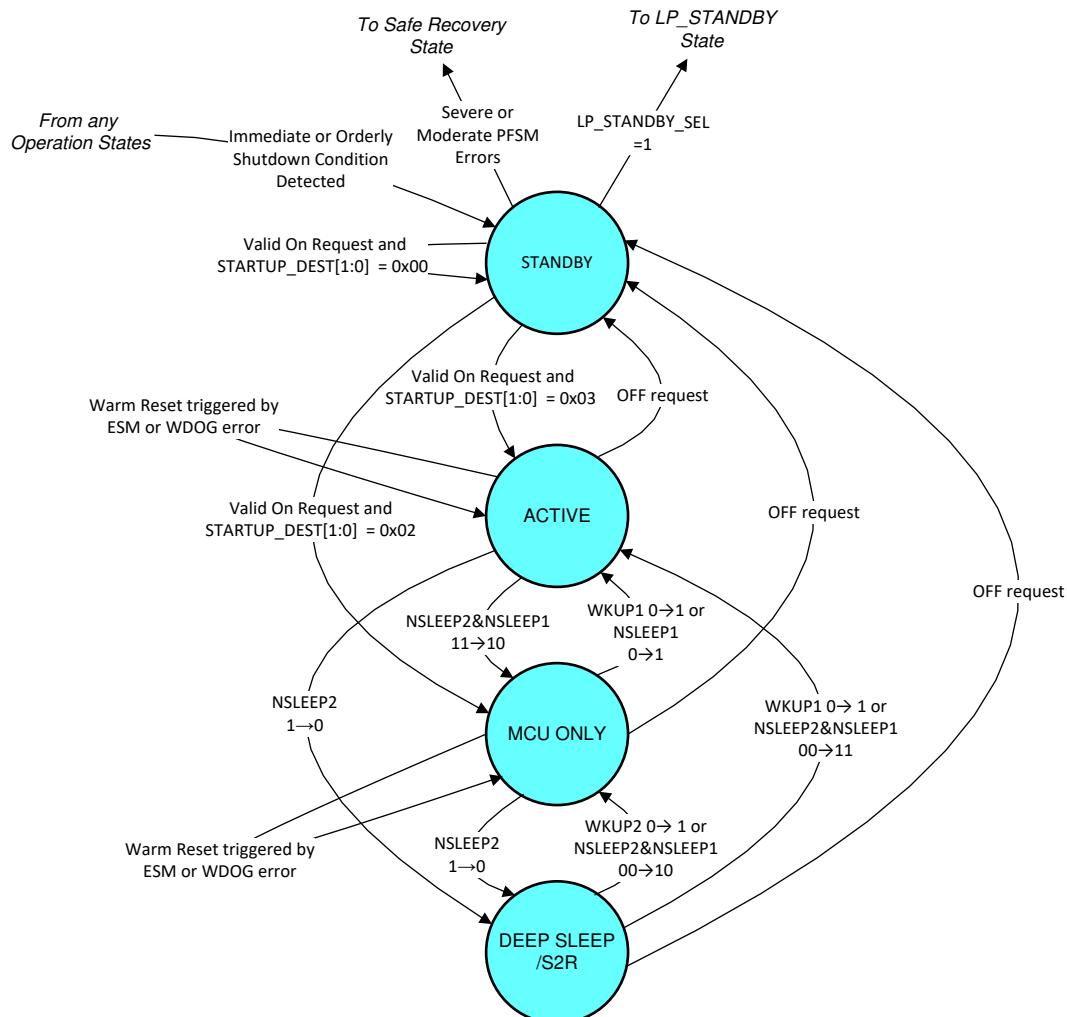 To Safe Recovery
State
To LP_STANDBY
State
From any
Operation States
Immediate or Orderly
Shutdown Condition
Detected
Severe or
Moderate PFSM
Errors
LP_STANDBY_SEL
=1
Valid On Request and
STARTUP_DEST[1:0] = 0x00
STANDBY
Valid On Request and
STARTUP_DEST[1:0] = 0x03
OFF request
Warm Reset triggered by
ESM or WDOG error
Valid On Request and
STARTUP_DEST[1:0] = 0x02
ACTIVE
OFF request
OFF request
NSLEEP2&NSLEEP1
11→10
WKUP1 0→1 or
NSLEEP1
0→1
NSLEEP2
1→0
MCU ONLY
WKUP1 0→ 1 or
NSLEEP2&NSLEEP1
00→11
Warm Reset triggered by
ESM or WDOG error
NSLEEP2
1→0
WKUP2 0→ 1 or
NSLEEP2&NSLEEP1
00→10
DEEP SLEEP
/S2R